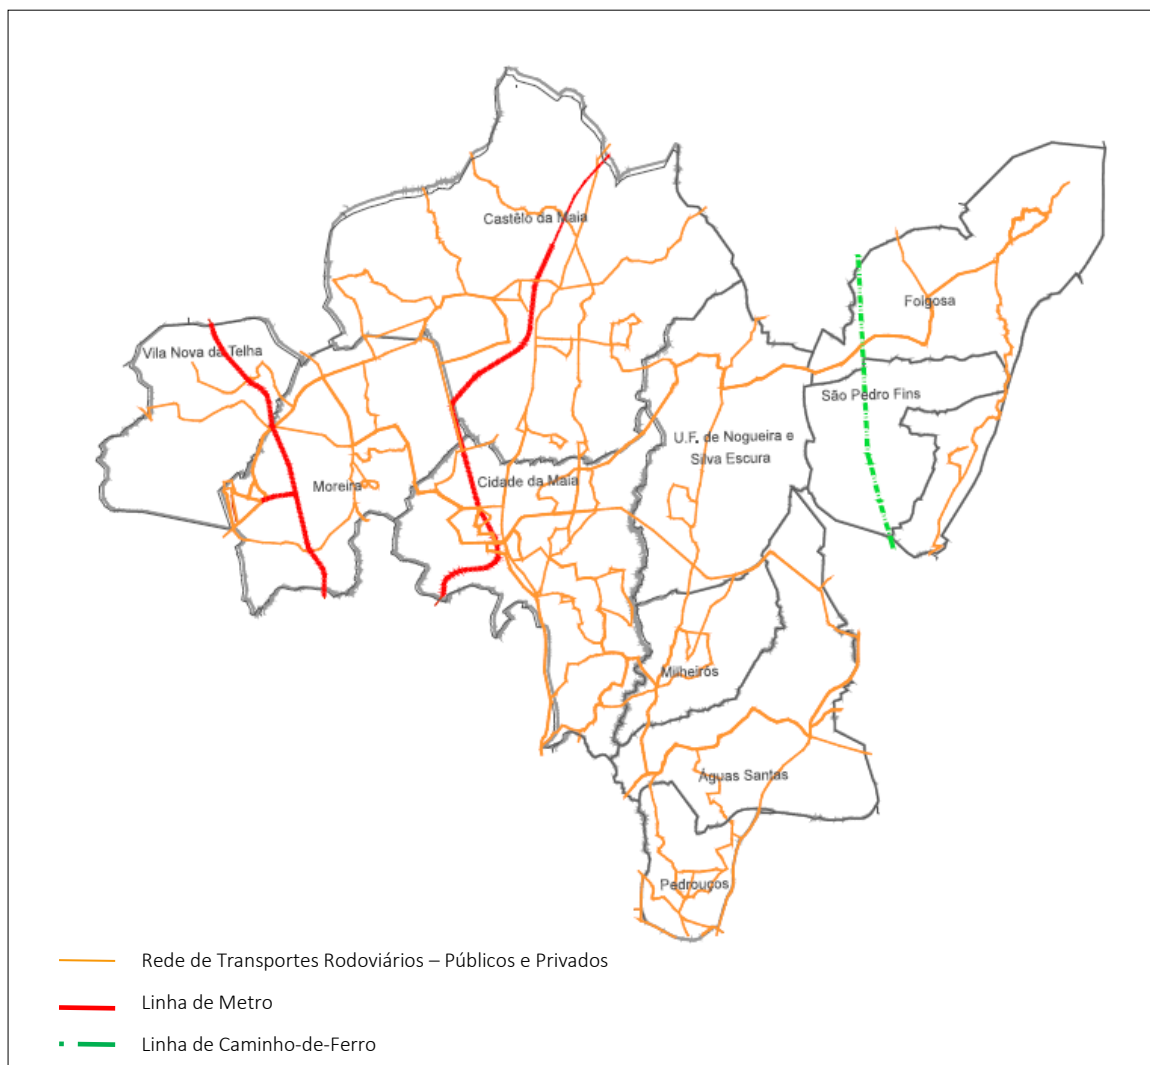 Castêlo da Maia
Folgosa
Vila Nova da Telha
São Pedro Fins
U.F. de Nogueira e
Silva Escura
Cidade da Maia
Moreira
Milheirós
Águas Santas
Pedrouços
Rede de Transportes Rodoviários – Públicos e Privados
Linha de Metro
Linha de Caminho-de-Ferro